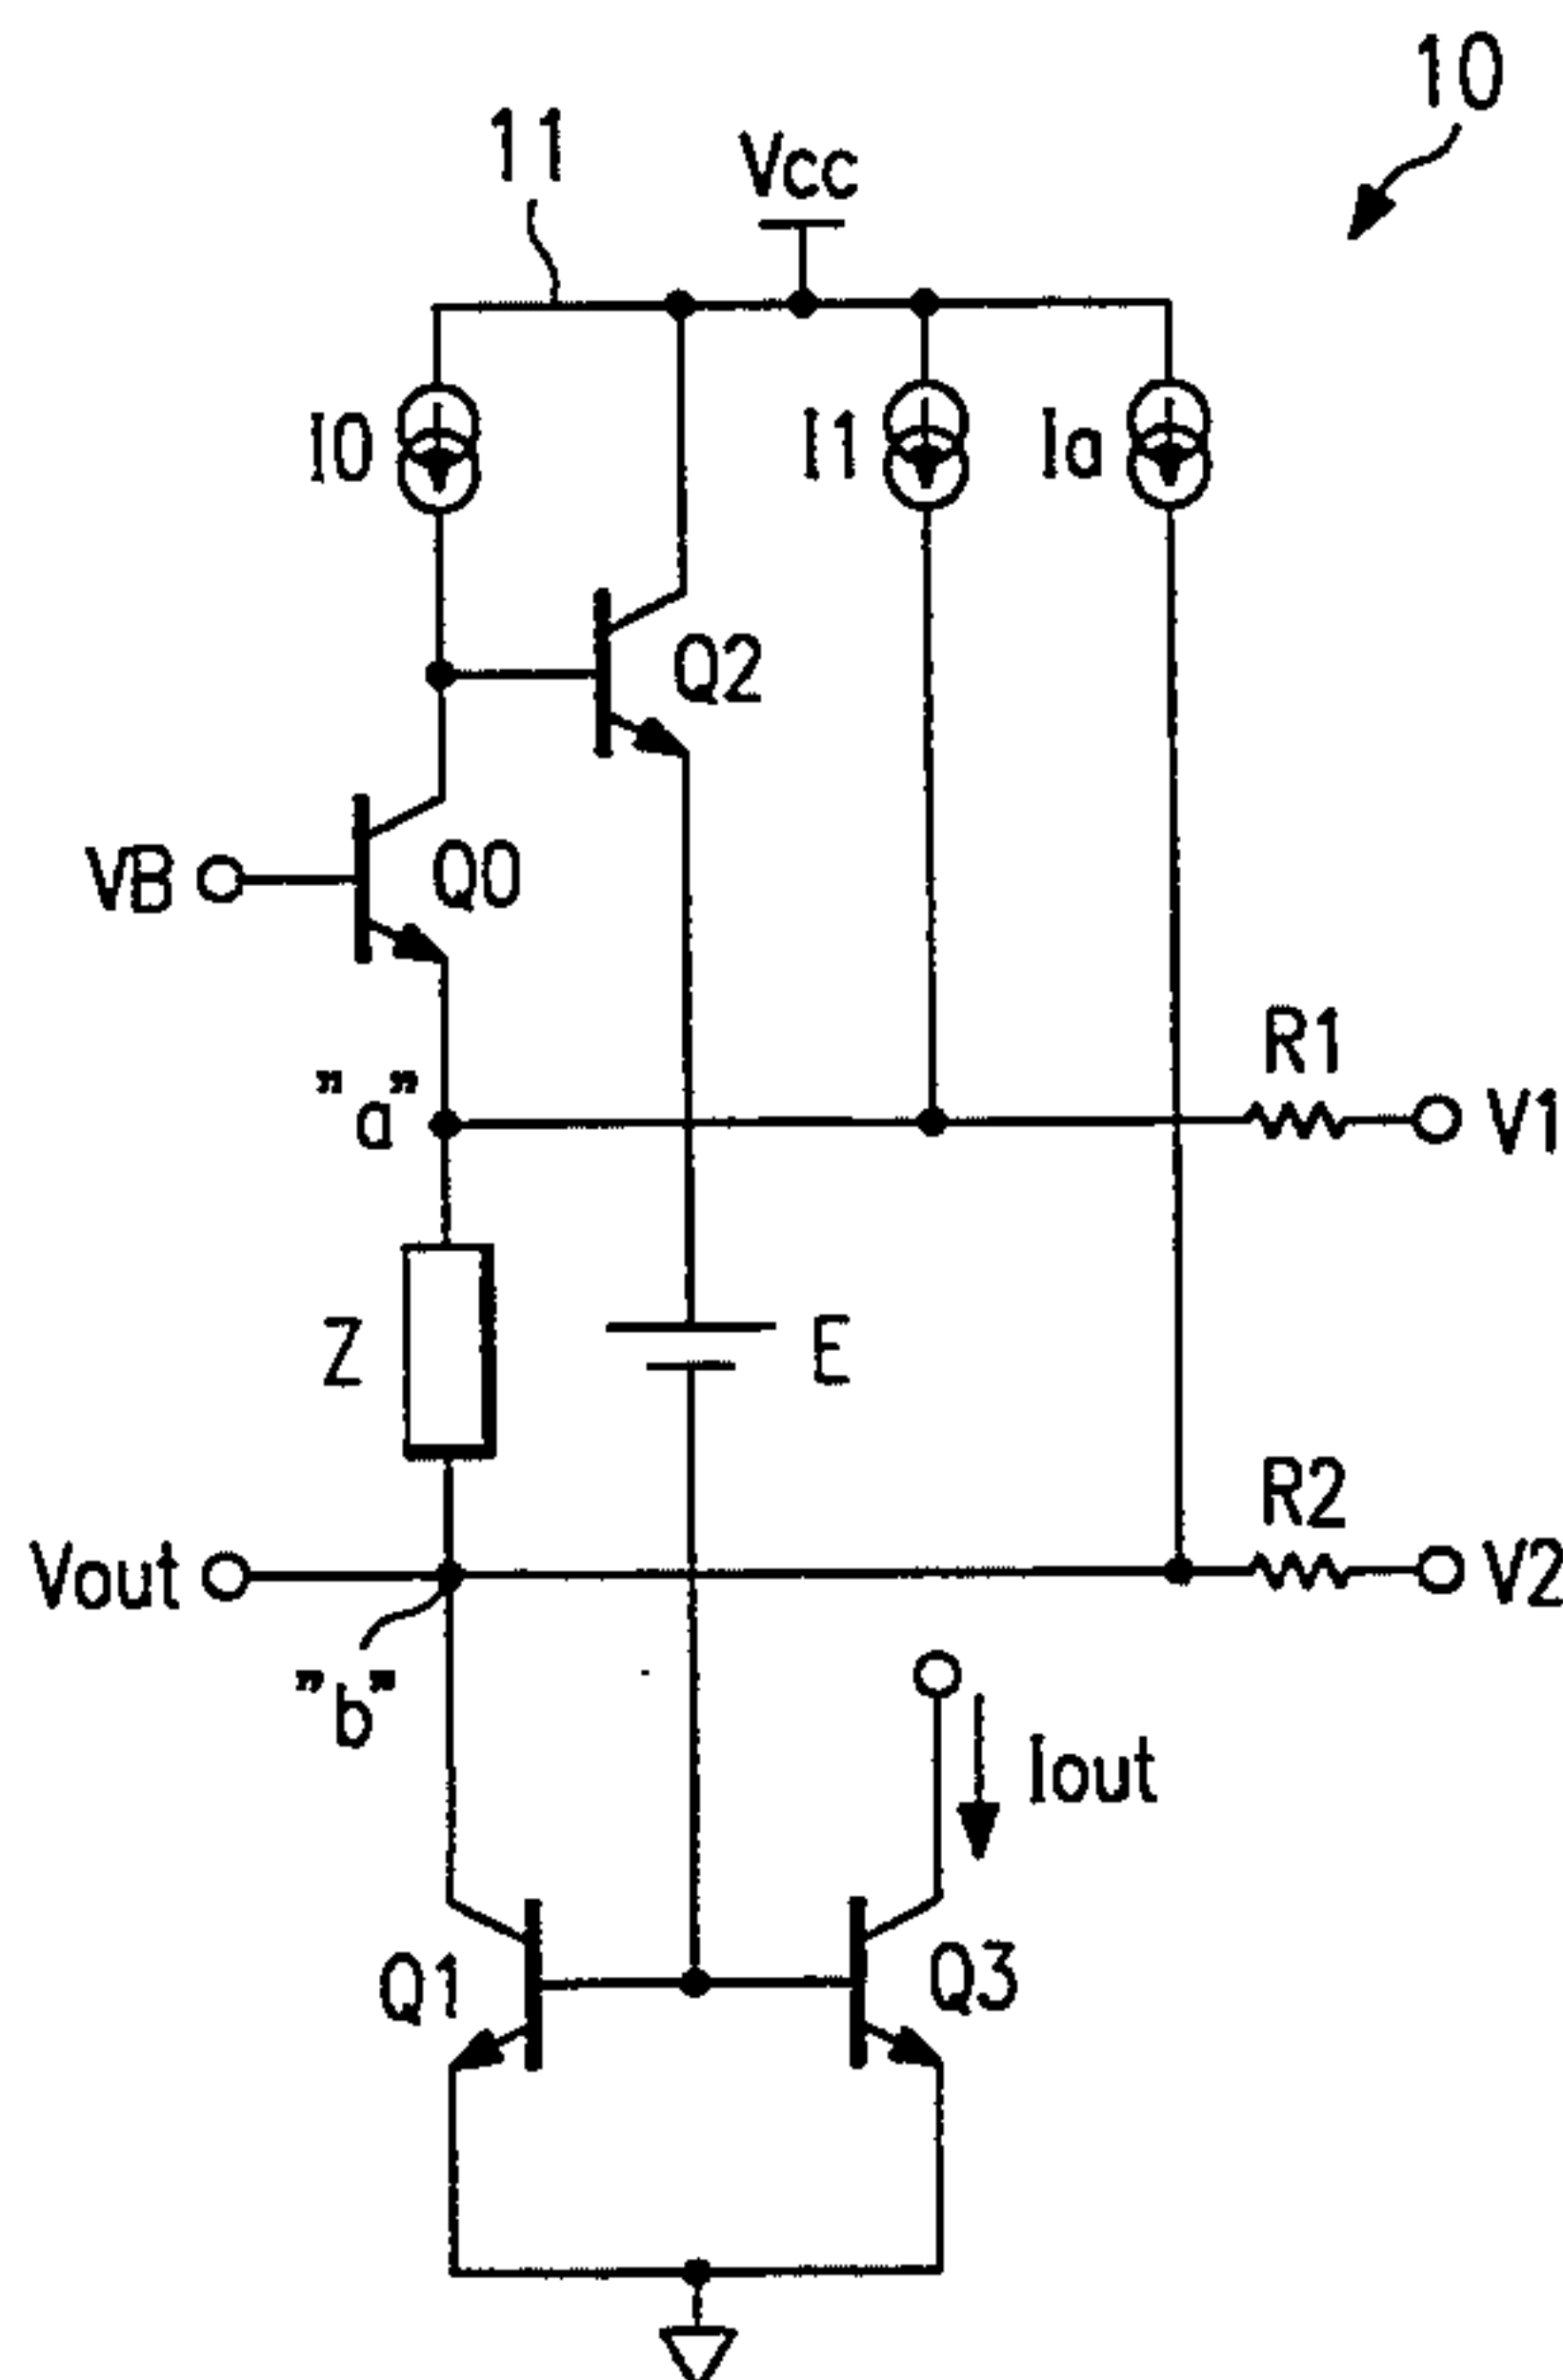 10
11
Vcc
I0
I1
Ia
Q2
VB
Q0
R1
"a"
V1
Z
E
R2
Vout
V2
"b"
Iout
Q1
Q3